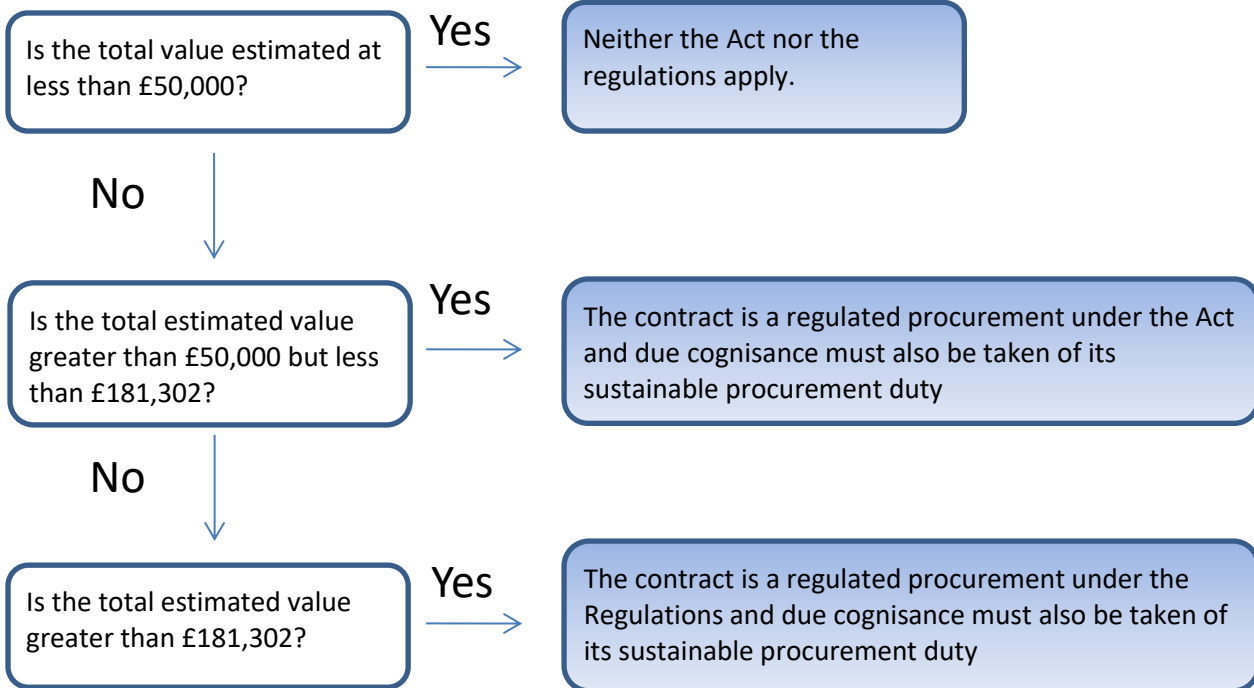 Is the total value estimated at
less than £50,000?
Yes
Neither the Act nor the
regulations apply.
No
Is the total estimated value
greater than £50,000 but less
than £181,302?
Yes
The contract is a regulated procurement under the Act
and due cognisance must also be taken of its
sustainable procurement duty
No
Is the total estimated value
greater than £181,302?
Yes
The contract is a regulated procurement under the
Regulations and due cognisance must also be taken of
its sustainable procurement duty